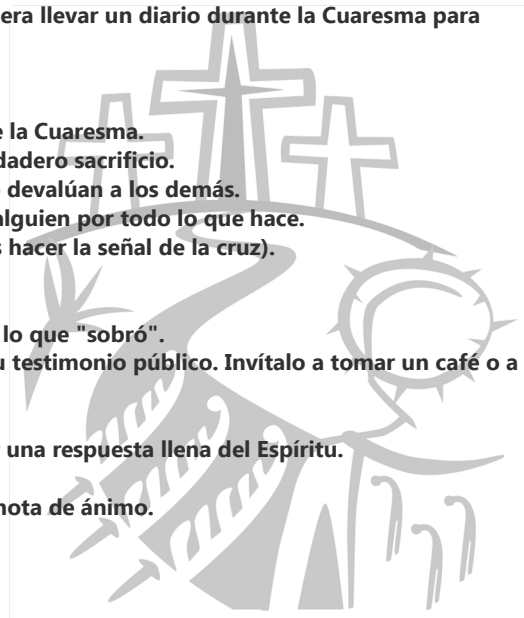 era llevar un diario durante la Cuaresma para
e la Cuaresma.
dadero sacrificio.
devalúan a los demás.
alguien por todo lo que hace.
s hacer la señal de la cruz).
lo que "sobró".
u testimonio público. Invítalo a tomar un café o a
una respuesta llena del Espíritu.
nota de ánimo.